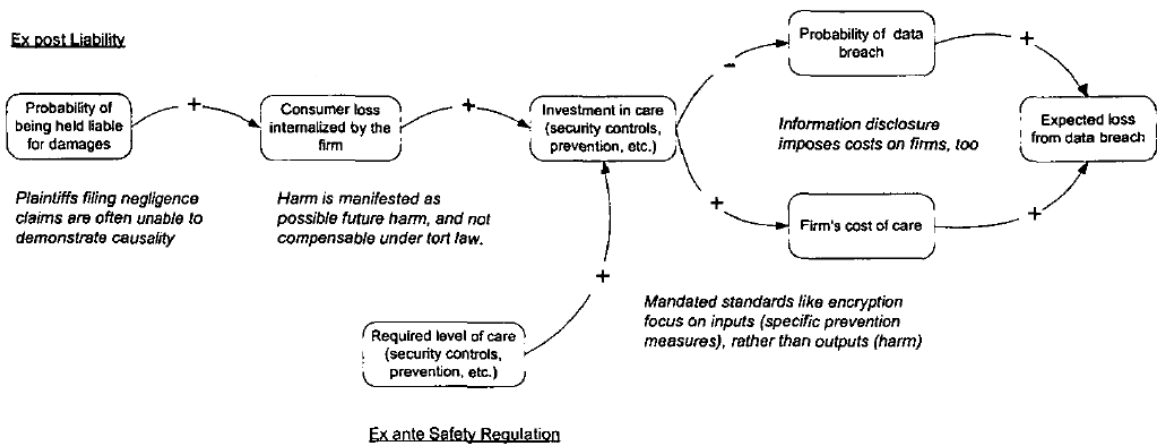 Ex post Liability
Probability of
being held liable
for damages
+
Consumer loss
internalized by the
firm
+
Investment in care
(security controls,
prevention, etc.)
-
Probability of data
breach
+
Expected loss
from data breach
Information disclosure
imposes costs on firms, too
+
Firm's cost of care
+
Plaintiffs filing negligence
claims are often unable to
demonstrate causality
Harm is manifested as
possible future harm, and not
compensable under tort law.
+
Mandated standards like encryption
focus on inputs (specific prevention
measures), rather than outputs (harm)
Required level of care
(security controls,
prevention, etc.)
Ex ante Safety Regulation